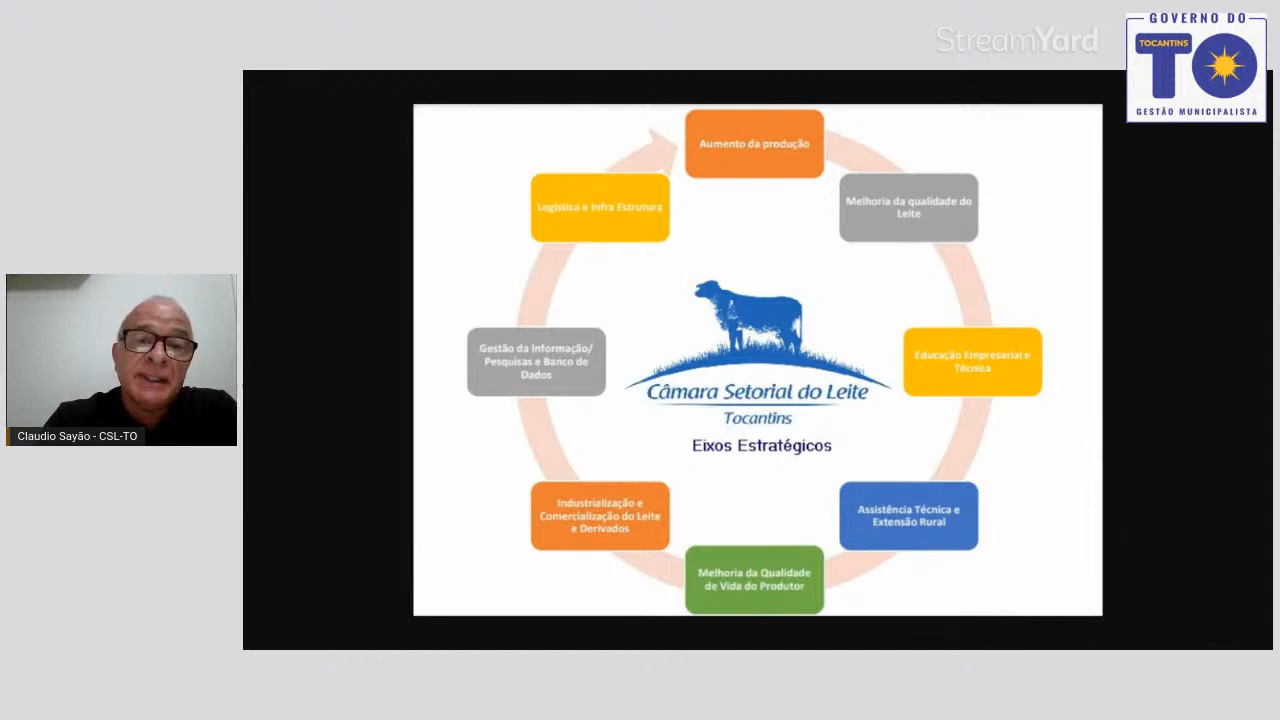 StreamYard
GOVERNO DO
TOCANTINS
TO
GESTÃO MUNICIPALISTA
Aumento da produção
Melhoria da qualidade do
Leite
Educação Empresarial e
Técnica
Assistência Técnica e
Extensão Rural
Melhoria da Qualidade
de Vida do Produtor
Industrialização e
Comercialização do Leite
e Derivados
Gestão da Informação/
Pesquisas e Banco de
Dados
Logística e Infra Estrutura
Câmara Setorial do Leite
Tocantins
Eixos Estratégicos
Claudio Sayão - CSL-TO